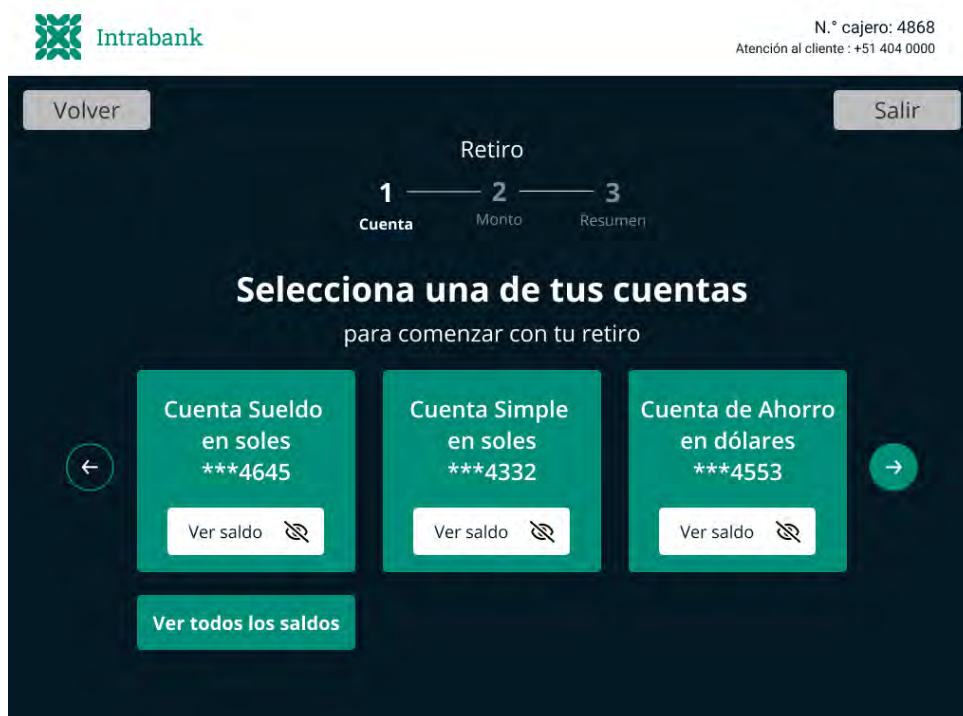 Intrabank
N.° cajero: 4868
Atención al cliente : +51 404 0000
Volver
Salir
Retiro
1 2 3
Cuenta Monto Resumen
Selecciona una de tus cuentas
para comenzar con tu retiro
Cuenta Sueldo
en soles
***4645
Ver saldo
Cuenta Simple
en soles
***4332
Ver saldo
Cuenta de Ahorro
en dólares
***4553
Ver saldo
Ver todos los saldos